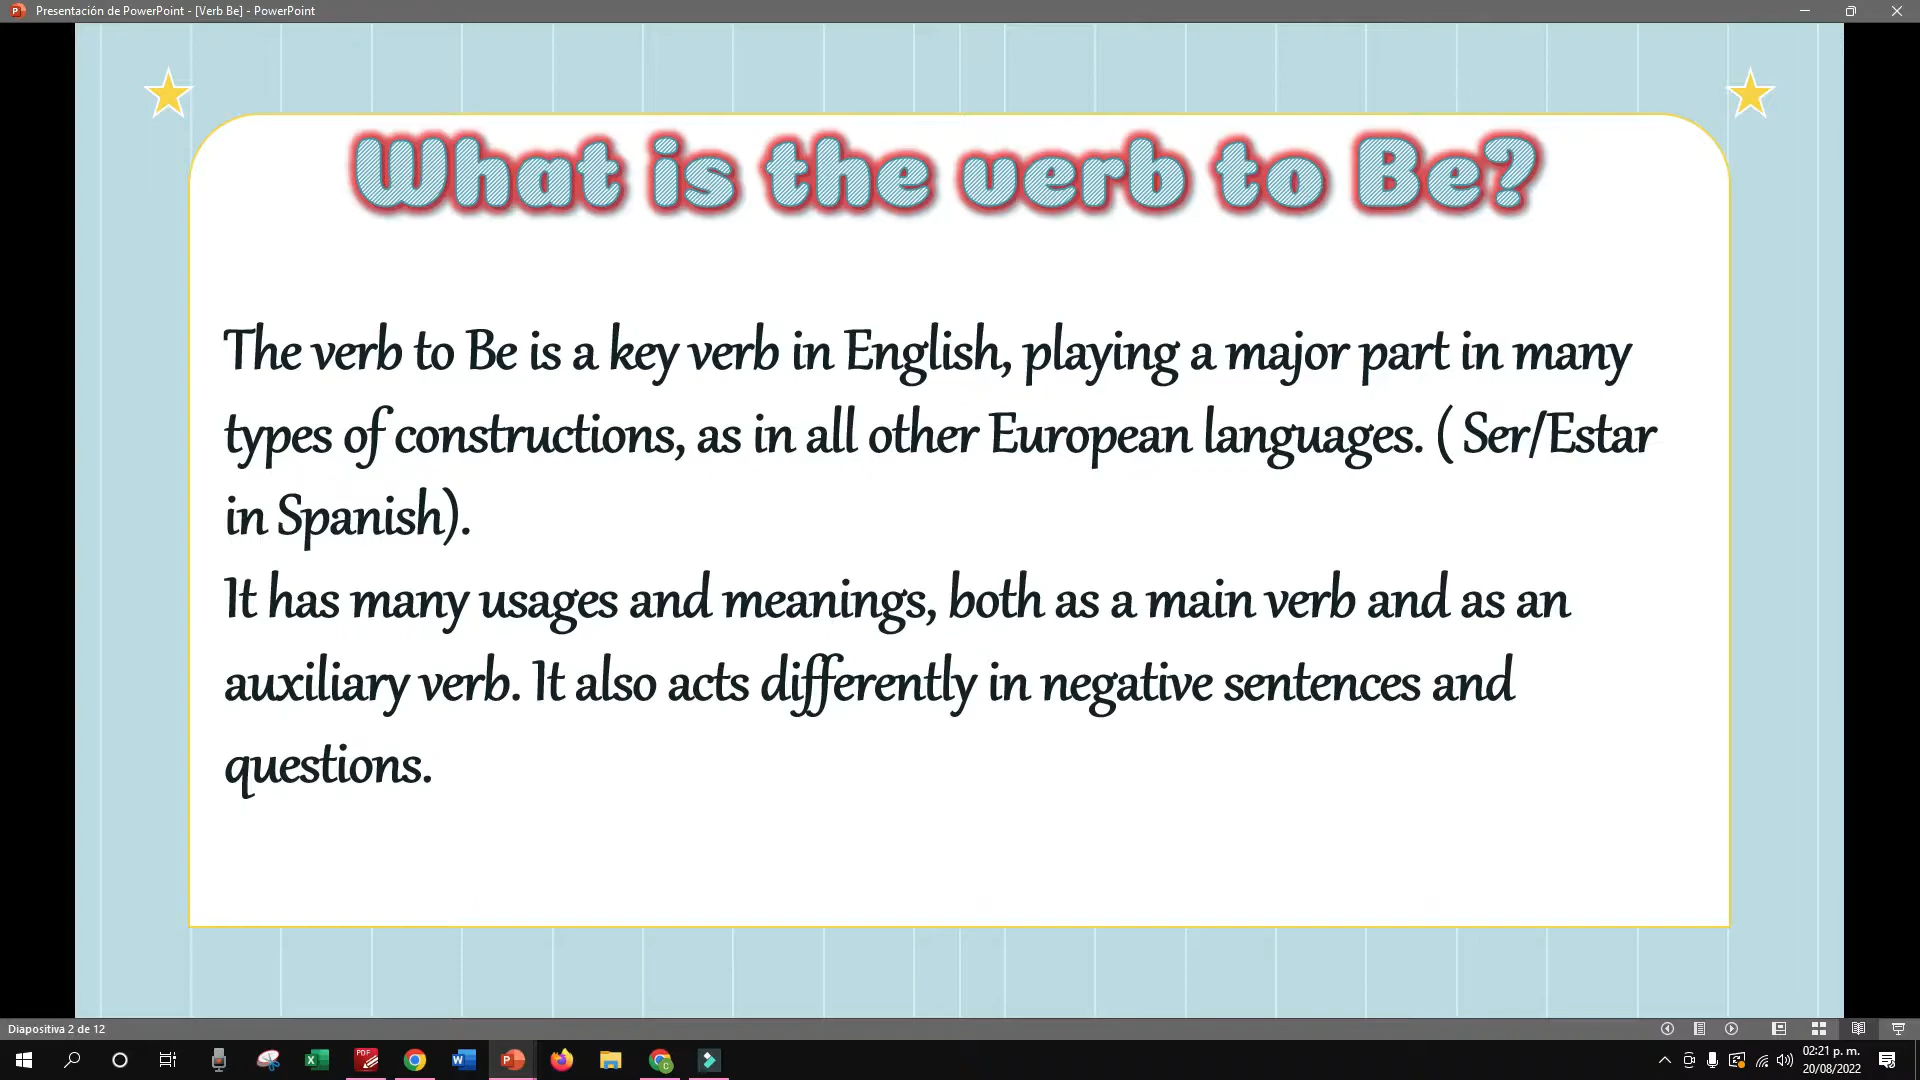 Presentación de PowerPoint - [Verb Be] - PowerPoint
What is the verb to Be?
The verb to Be is a key verb in English, playing a major part in many
types of constructions, as in all other European languages. ( Ser/Estar
in Spanish).
It has many usages and meanings, both as a main verb and as an
auxiliary verb. It also acts differently in negative sentences and
questions.
Diapositiva 2 de 12
02:21 p. m.
20/08/2022